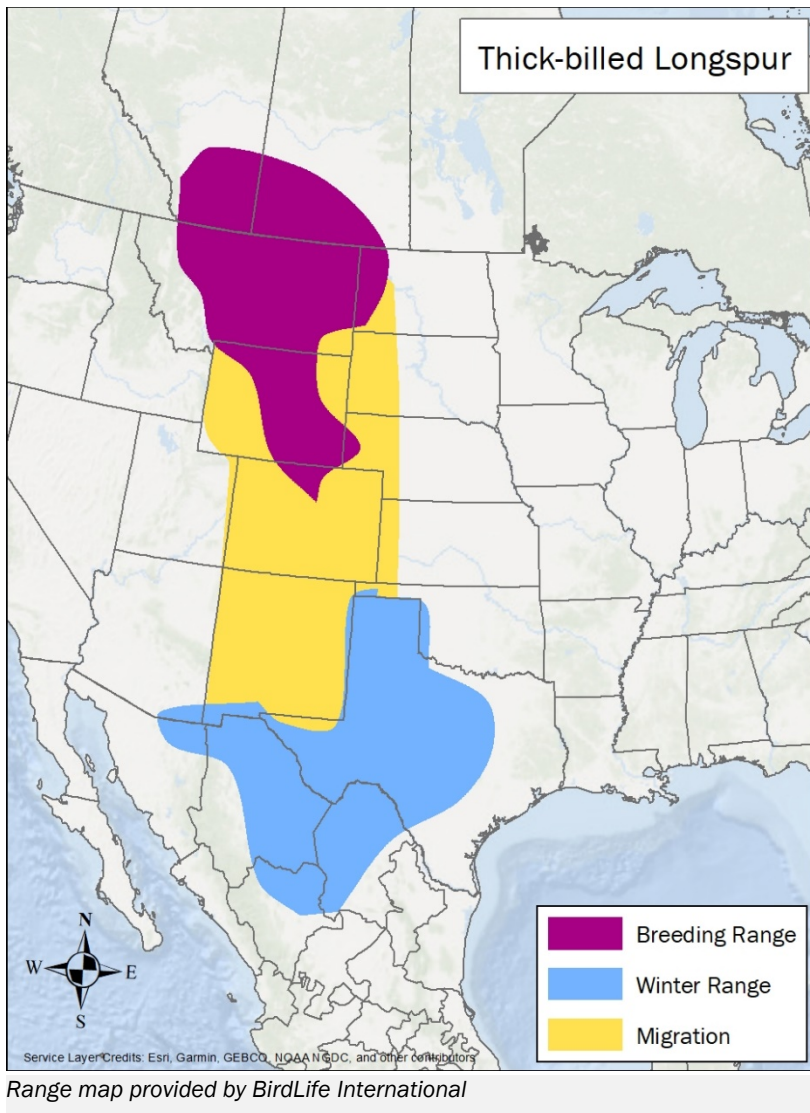 Thick-billed Longspur
N
W
E
S
Breeding Range
Winter Range
Migration
Service Layer Credits: Esri, Garmin, GEBCO, NOAA NGDC, and other contributors
Range map provided by BirdLife International